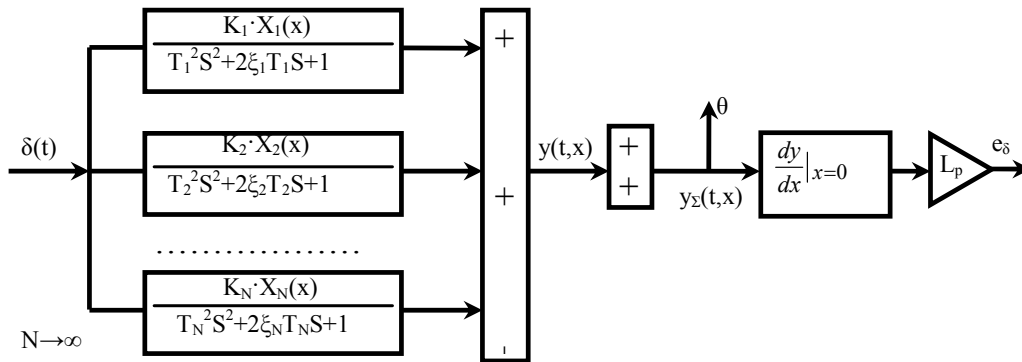 K₁·X₁(x)
T₁²S²+2ξ₁T₁S+1
+
θ
δ(t)
K₂·X₂(x)
T₂²S²+2ξ₂T₂S+1
+
y(t,x)
+
+
y_Σ(t,x)
dy
dx |x=0
L_p
e_δ
....................
K_N·X_N(x)
T_N²S²+2ξ_NT_NS+1
N→∞